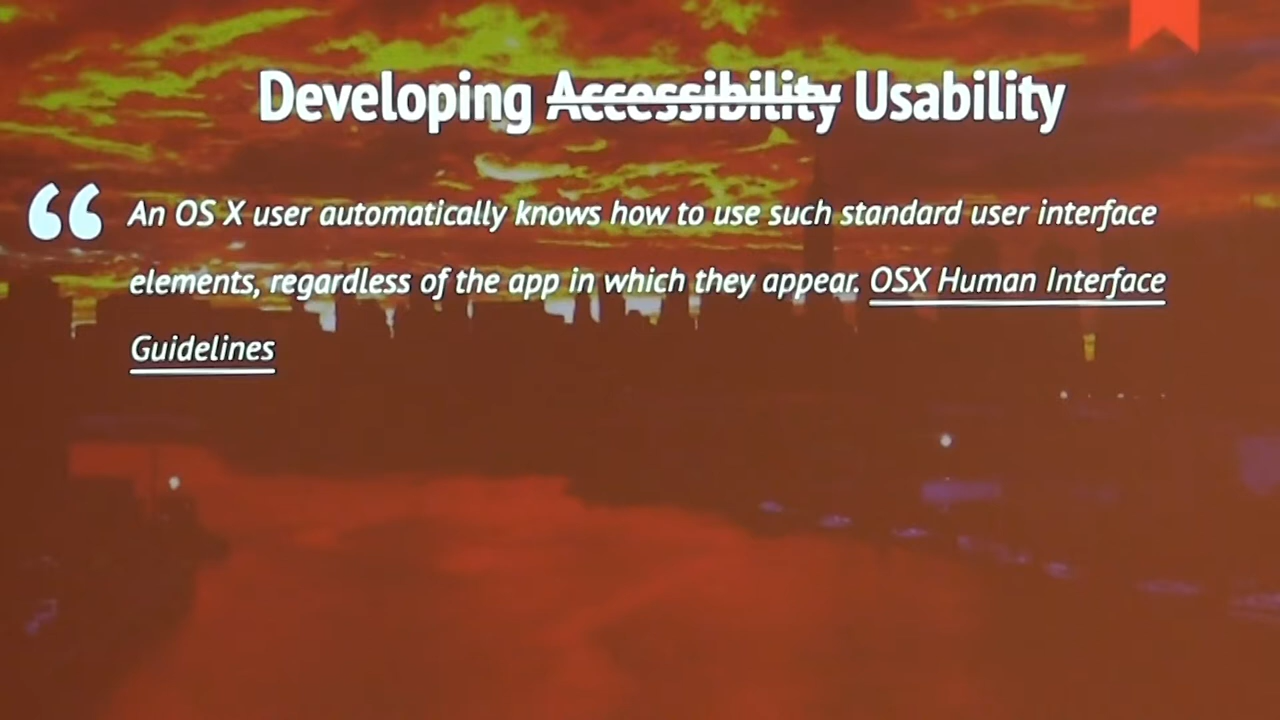 Developing Accessibility Usability
“ An OS X user automatically knows how to use such standard user interface
elements, regardless of the app in which they appear. OSX Human Interface
Guidelines